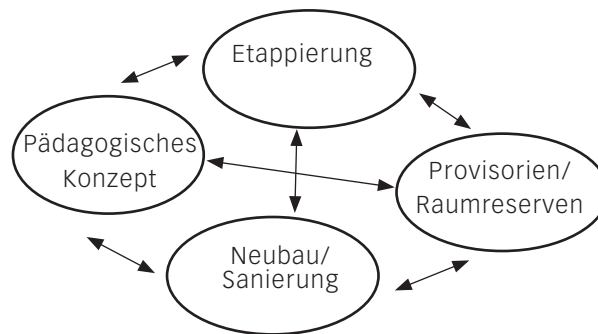 Etappierung
Pädagogisches
Konzept
Provisorien/
Raumreserven
Neubau/
Sanierung